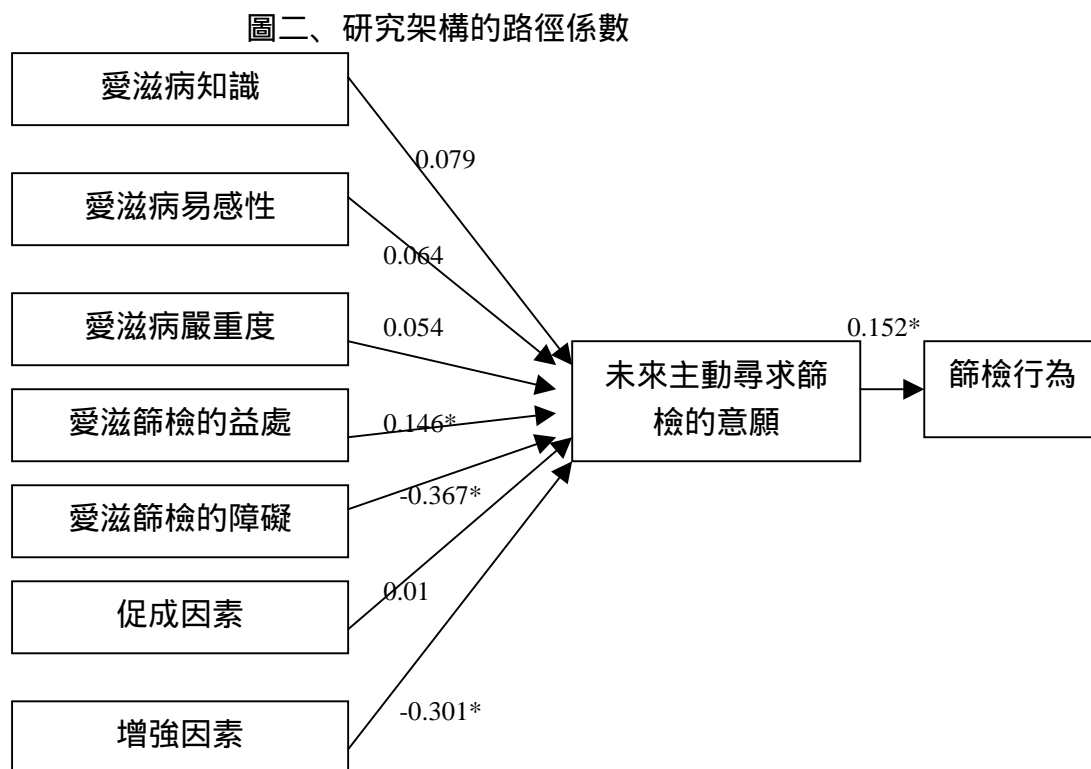 圖二、研究架構的路徑係數
愛滋病知識
0.079
愛滋病易感性
0.064
愛滋病嚴重度
0.054
愛滋篩檢的益處
0.146*
愛滋篩檢的障礙
-0.367*
促成因素
0.01
增強因素
-0.301*
未來主動尋求篩
檢的意願
0.152*
篩檢行為